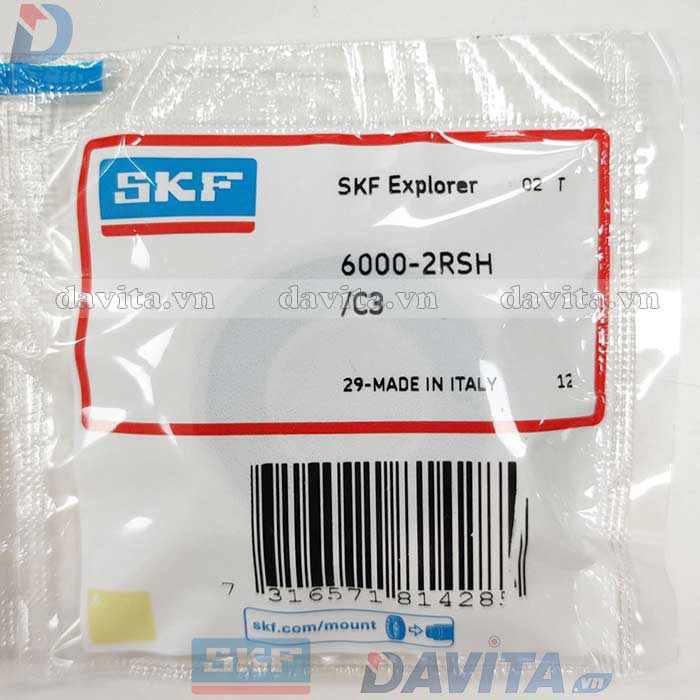 SKF
SKF Explorer 02 T
6000-2RSH
/C3
davita.vn davita.vn davita.vn
29-MADE IN ITALY 12
7 316571 81428
skf.com/mount
SKF DAVITA.vn